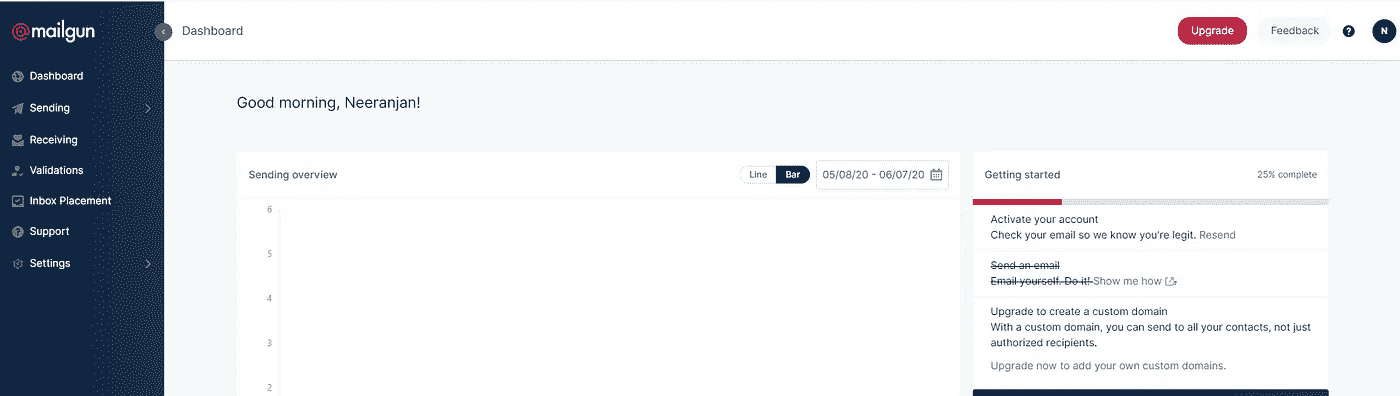 @mailgun
Dashboard
Sending
Receiving
Validations
Inbox Placement
Support
Settings
Dashboard
Upgrade
Feedback
?
N
Good morning, Neeranjan!
Sending overview
Line
Bar
05/08/20 - 06/07/20
6
5
4
3
2
Getting started
25% complete
Activate your account
Check your email so we know you're legit. Resend
Send an email
Email yourself. Do it! Show me how
Upgrade to create a custom domain
With a custom domain, you can send to all your contacts, not just
authorized recipients.
Upgrade now to add your own custom domains.